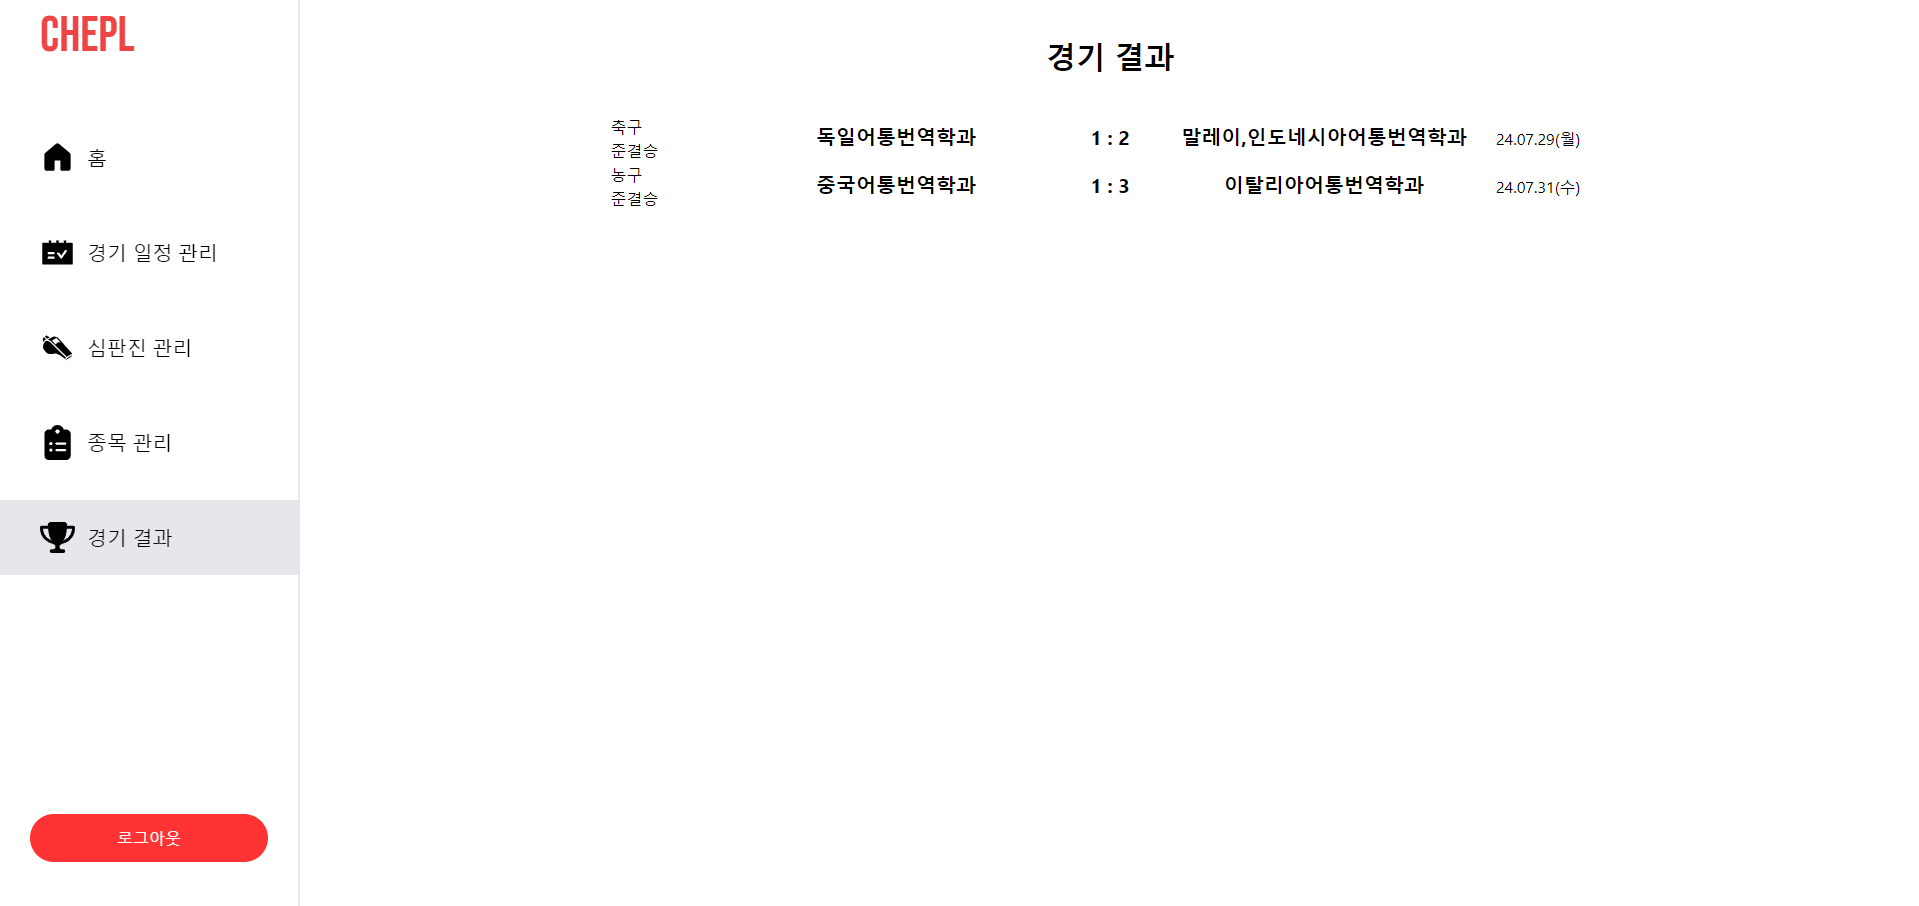 CHEPL
홈
경기 일정 관리
심판진 관리
종목 관리
경기 결과
로그아웃
경기 결과
축구
준결승
독일어통번역학과
1 : 2
말레이,인도네시아어통번역학과
24.07.29(월)
농구
준결승
중국어통번역학과
1 : 3
이탈리아어통번역학과
24.07.31(수)